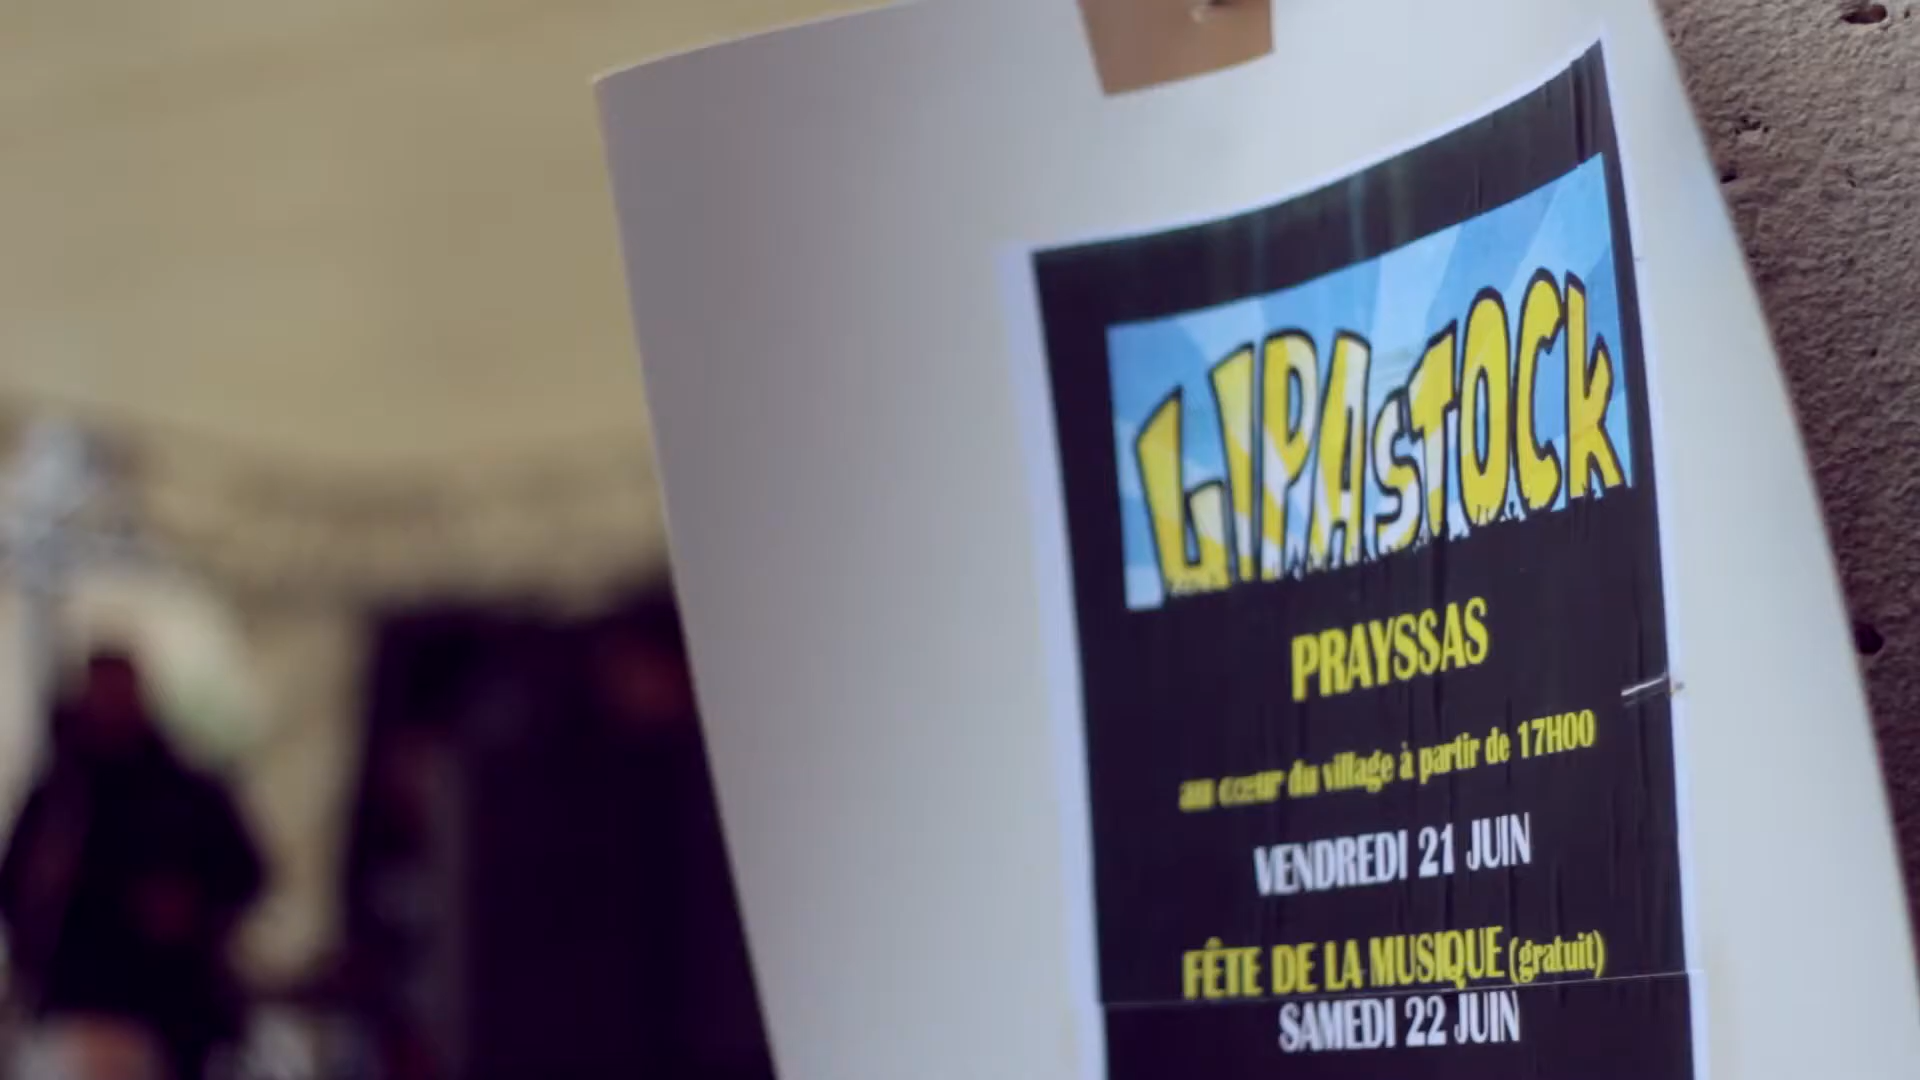 LIPASTOCK
PRAYSSAS
au cœur du village à partir de 17H00
VENDREDI 21 JUIN
FÊTE DE LA MUSIQUE (gratuit)
SAMEDI 22 JUIN